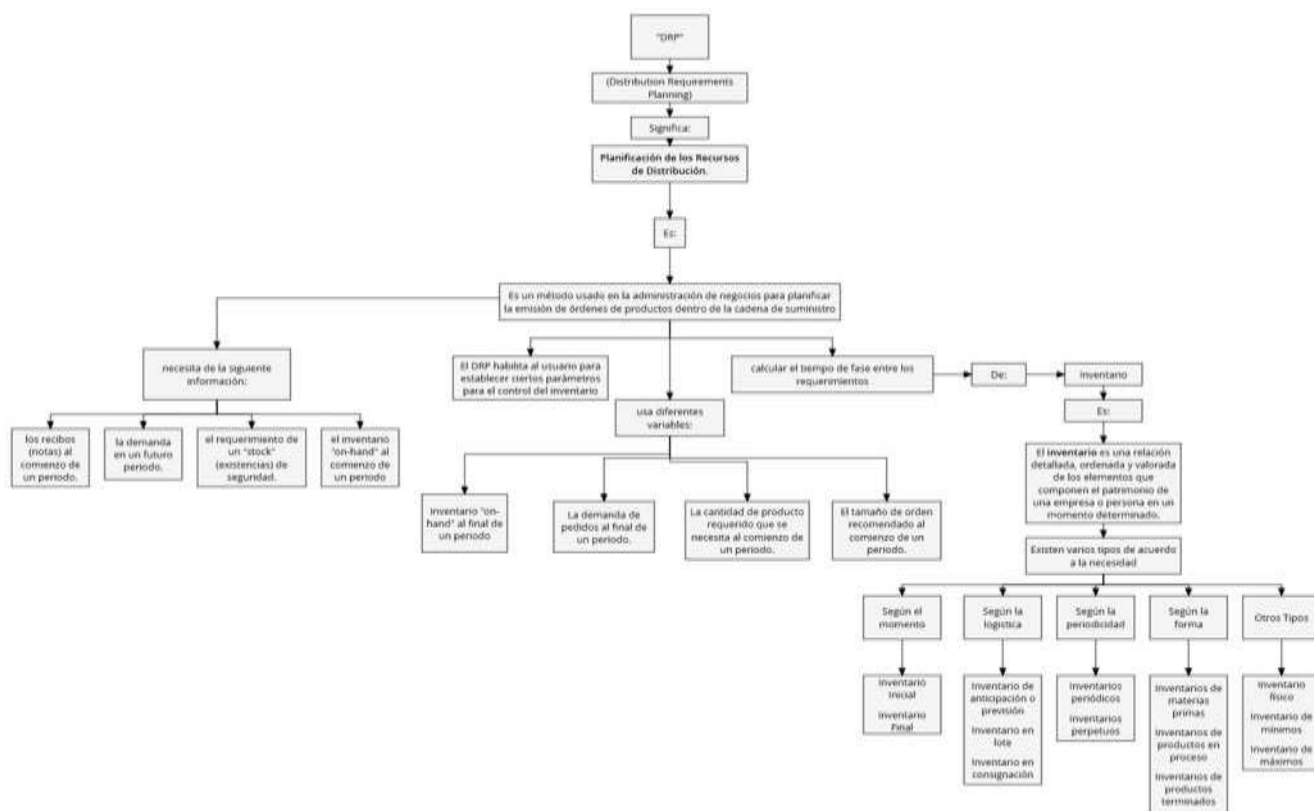 "DRP"
(Distribution Requirements
Planning)
Significa:
Planificación de los Recursos
de Distribución.
Es:
Es un método usado en la administración de negocios para planificar
la emisión de órdenes de productos dentro de la cadena de suministro
necesita de la siguiente
información:
los recibos
(notas) al
comienzo de
un periodo.
la demanda
en un futuro
periodo.
el requerimiento de
un "stock"
(existencias) de
seguridad.
el inventario
"on-hand" al
comienzo de
un periodo
El DRP habilita al usuario para
establecer ciertos parámetros
para el control del inventario
usa diferentes
variables:
Inventario "on-
hand" al final de
un periodo
La demanda de
pedidos al final de
un periodo.
La cantidad de producto
requerido que se
necesita al comienzo de
un periodo.
El tamaño de orden
recomendado al
comienzo de un
periodo.
calcular el tiempo de fase entre los
requerimientos
De:
Inventario
Es:
El inventario es una relación
detallada, ordenada y valorada
de los elementos que
componen el patrimonio de
una empresa o persona en un
momento determinado.
Existen varios tipos de acuerdo
a la necesidad
Según el
momento
Inventario
Inicial
Inventario
Final
Según la
logística
Inventario de
anticipación o
previsión
Inventario en
lote
Inventario en
consignación
Según la
periodicidad
Inventarios
periódicos
Inventarios
perpetuos
Según la
forma
Inventarios de
materias
primas
Inventarios de
productos en
proceso
Inventarios de
productos
terminados
Otros Tipos
Inventario
físico
Inventario de
mínimos
Inventario de
máximos